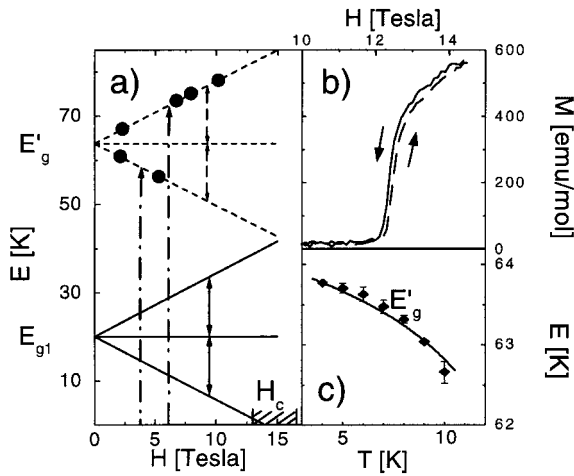 H [Tesla]
10 12 14
a)
b)
600
400
200
0
M [emu/mol]
70
50
30
10
E'g
Eg1
E [K]
Hc
0 5 10 15
H [Tesla]
E'g
c)
64
63
62
E [K]
5 10
T [K]